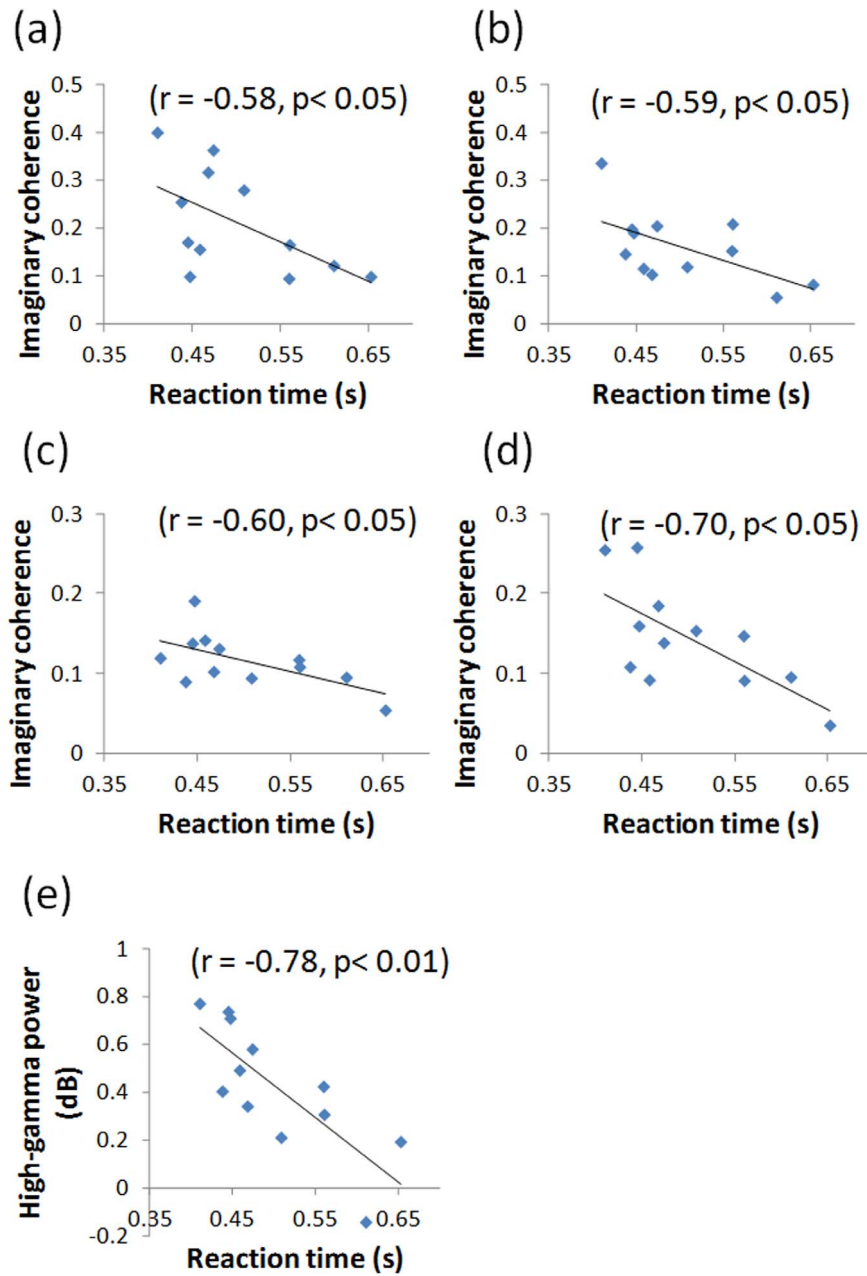 (a)
(r = -0.58, p< 0.05)
Imaginary coherence
0.5
0.4
0.3
0.2
0.1
0
0.35 0.45 0.55 0.65
Reaction time (s)
(b)
(r = -0.59, p< 0.05)
Imaginary coherence
0.5
0.4
0.3
0.2
0.1
0
0.35 0.45 0.55 0.65
Reaction time (s)
(c)
(r = -0.60, p< 0.05)
Imaginary coherence
0.3
0.2
0.1
0
0.35 0.45 0.55 0.65
Reaction time (s)
(d)
(r = -0.70, p< 0.05)
Imaginary coherence
0.3
0.2
0.1
0
0.35 0.45 0.55 0.65
Reaction time (s)
(e)
(r = -0.78, p< 0.01)
High-gamma power
(dB)
1
0.8
0.6
0.4
0.2
0
-0.2
0.35 0.45 0.55 0.65
Reaction time (s)